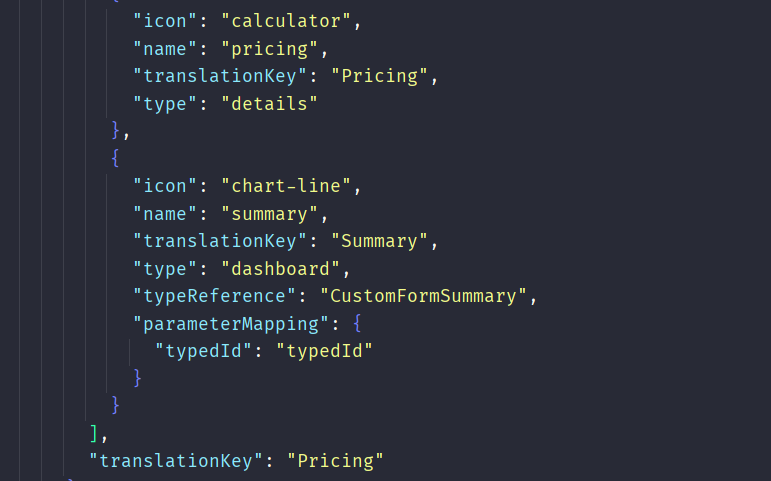 "icon": "calculator",
"name": "pricing",
"translationKey": "Pricing",
"type": "details"
},
{
"icon": "chart-line",
"name": "summary",
"translationKey": "Summary",
"type": "dashboard",
"typeReference": "CustomFormSummary",
"parameterMapping": {
"typedId": "typedId"
}
}
],
"translationKey": "Pricing"